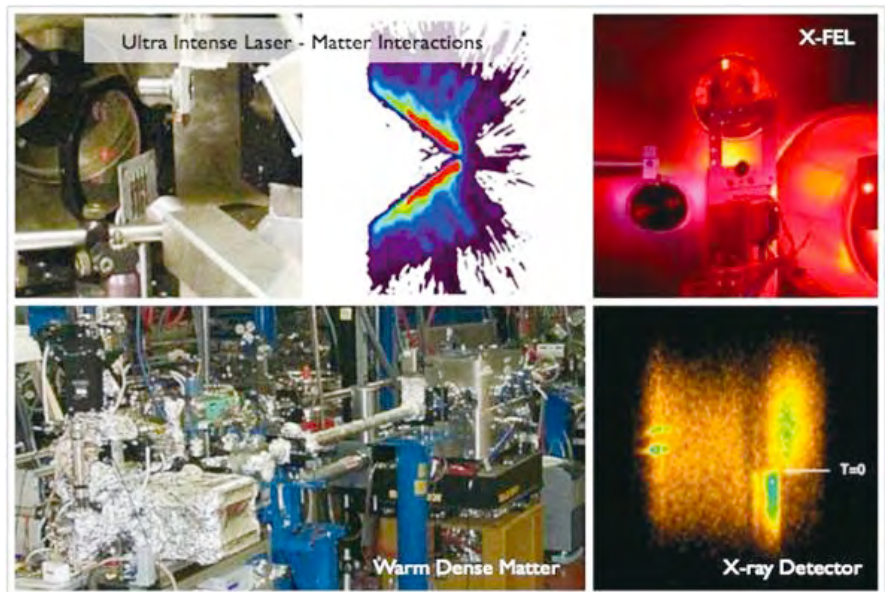 Ultra Intense Laser - Matter Interactions
X-FEL
T=0
Warm Dense Matter
X-ray Detector